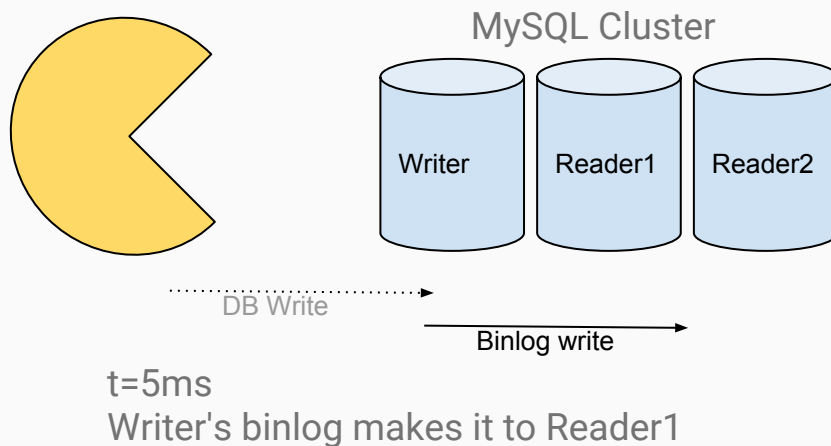 MySQL Cluster
Writer Reader1 Reader2
DB Write
Binlog write
t=5ms
Writer's binlog makes it to Reader1